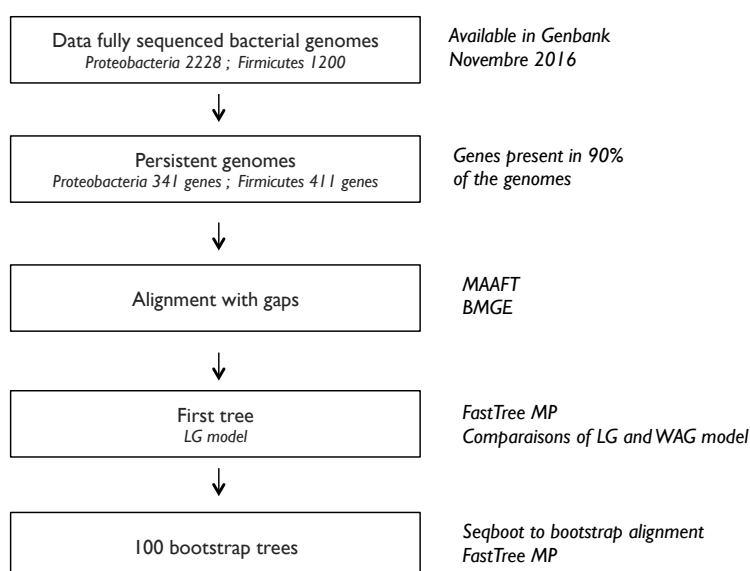 Data fully sequenced bacterial genomes
Proteobacteria 2228 ; Firmicutes 1200
Available in Genbank
Novembre 2016
Persistent genomes
Proteobacteria 341 genes ; Firmicutes 411 genes
Genes present in 90%
of the genomes
Alignment with gaps
MAAFT
BMGE
First tree
LG model
FastTree MP
Comparaisons of LG and WAG model
100 bootstrap trees
Seqboot to bootstrap alignment
FastTree MP